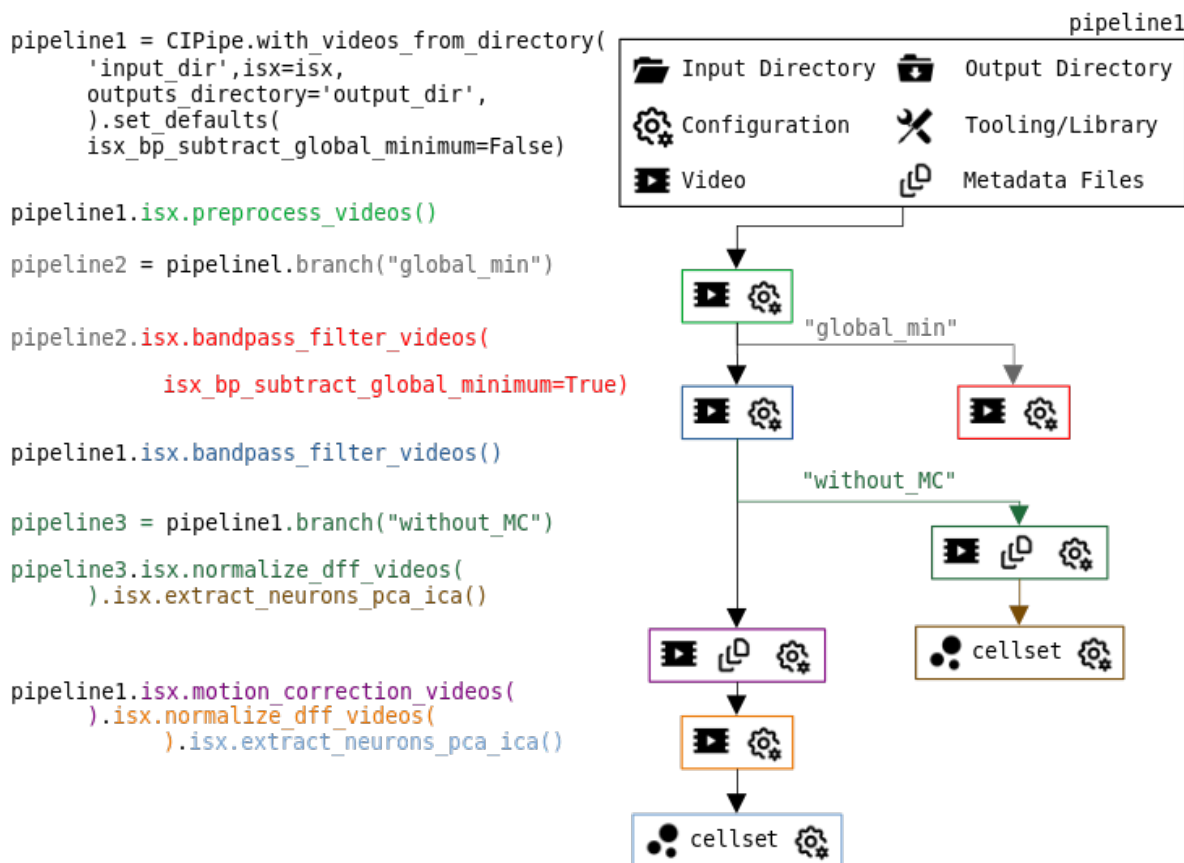 pipeline1 = CIPipe.with_videos_from_directory(
'input_dir',isx=isx,
outputs_directory='output_dir',
).set_defaults(
isx_bp_subtract_global_minimum=False)
pipeline1.isx.preprocess_videos()
pipeline2 = pipelinel.branch("global_min")
pipeline2.isx.bandpass_filter_videos(
isx_bp_subtract_global_minimum=True)
pipeline1.isx.bandpass_filter_videos()
pipeline3 = pipeline1.branch("without_MC")
pipeline3.isx.normalize_dff_videos(
).isx.extract_neurons_pca_ica()
pipeline1.isx.motion_correction_videos(
).isx.normalize_dff_videos(
).isx.extract_neurons_pca_ica()
pipeline1
Input Directory
Output Directory
Configuration
Tooling/Library
Video
Metadata Files
"global_min"
"without_MC"
cellset
cellset